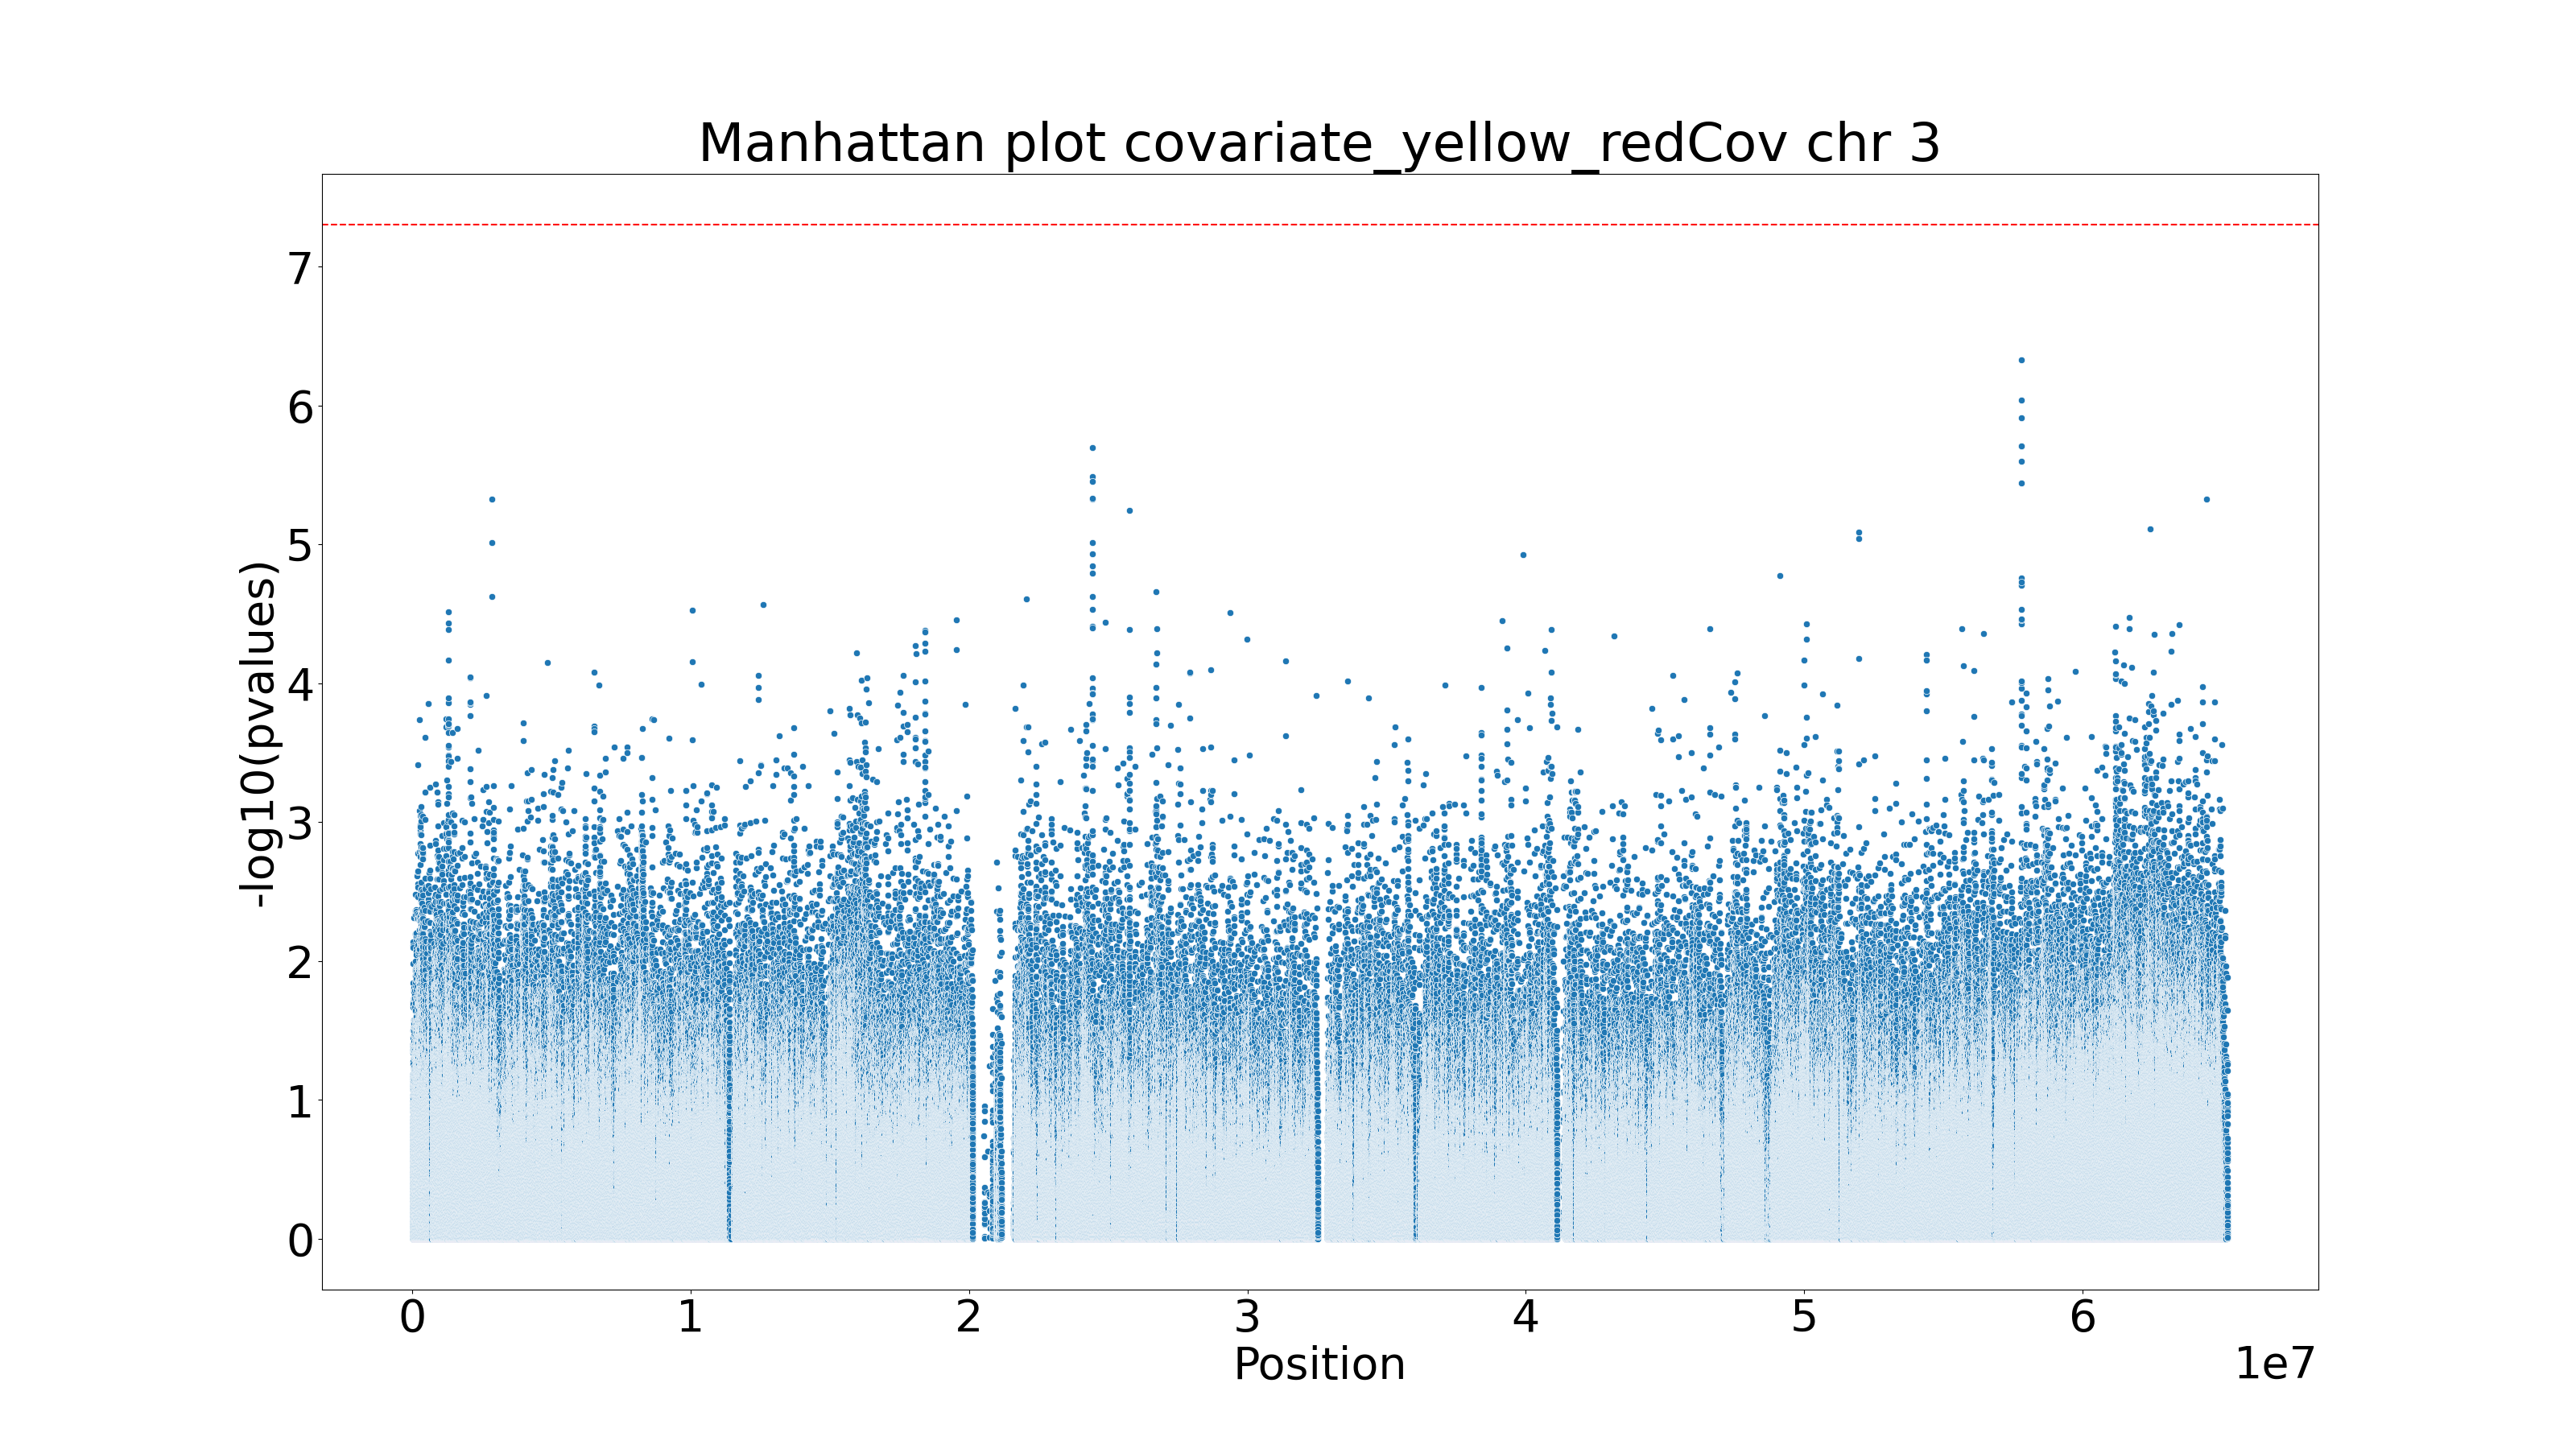 Manhattan plot covariate_yellow_redCov chr 3
-log10(pvalues)
7
6
5
4
3
2
1
0
0 1 2 3 4 5 6
Position
1e7